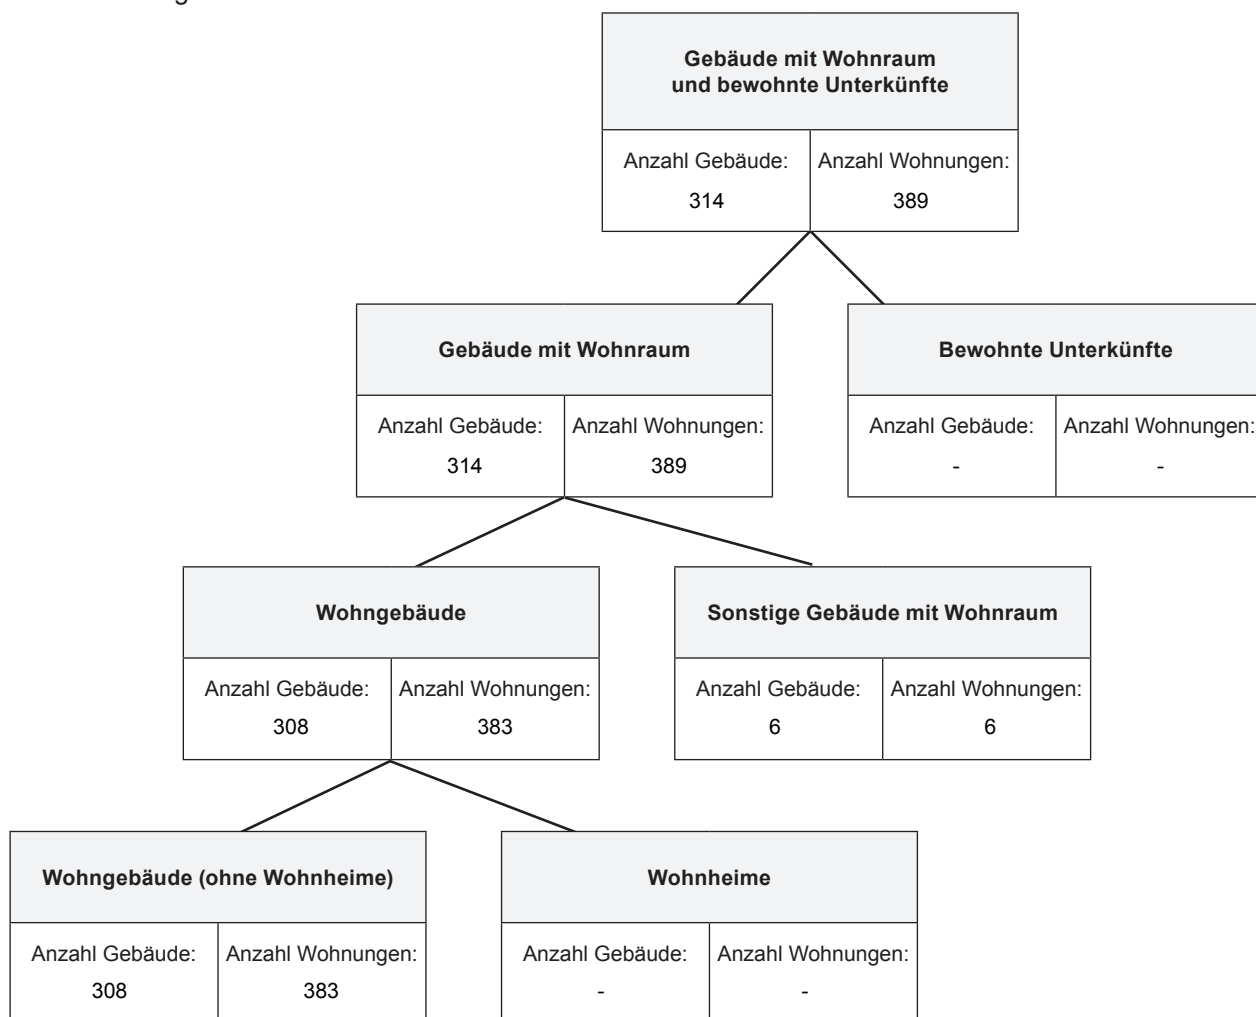 Gebäude mit Wohnraum
und bewohnte Unterkünfte
Anzahl Gebäude: Anzahl Wohnungen:
314 389
Gebäude mit Wohnraum
Bewohnte Unterkünfte
Anzahl Gebäude: Anzahl Wohnungen:
314 389
Anzahl Gebäude: Anzahl Wohnungen:
- -
Wohngebäude
Sonstige Gebäude mit Wohnraum
Anzahl Gebäude: Anzahl Wohnungen:
308 383
Anzahl Gebäude: Anzahl Wohnungen:
6 6
Wohngebäude (ohne Wohnheime)
Wohnheime
Anzahl Gebäude: Anzahl Wohnungen:
308 383
Anzahl Gebäude: Anzahl Wohnungen:
- -